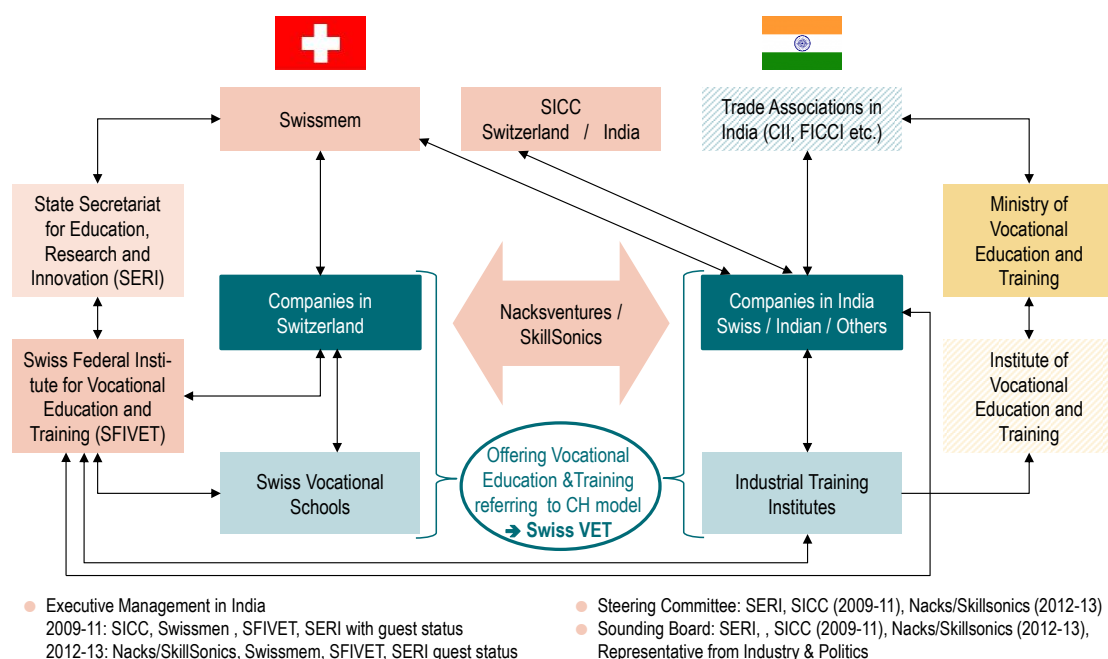 Swissmem
SICC
Switzerland / India
Trade Associations in
India (CII, FICCI etc.)
State Secretariat
for Education,
Research and
Innovation (SERI)
Ministry of
Vocational
Education and
Training
Companies in
Switzerland
Nacksventures /
SkillSonics
Companies in India
Swiss / Indian / Others
Swiss Federal Insti-
tute for Vocational
Education and
Training (SFIVET)
Institute of
Vocational
Education and
Training
Swiss Vocational
Schools
Offering Vocational
Education &Training
referring to CH model
➔ Swiss VET
Industrial Training
Institutes
Executive Management in India
2009-11: SICC, Swissmen , SFIVET, SERI with guest status
2012-13: Nacks/SkillSonics, Swissmem, SFIVET, SERI guest status
Steering Committee: SERI, SICC (2009-11), Nacks/Skillsonics (2012-13)
Sounding Board: SERI, , SICC (2009-11), Nacks/Skillsonics (2012-13),
Representative from Industry & Politics